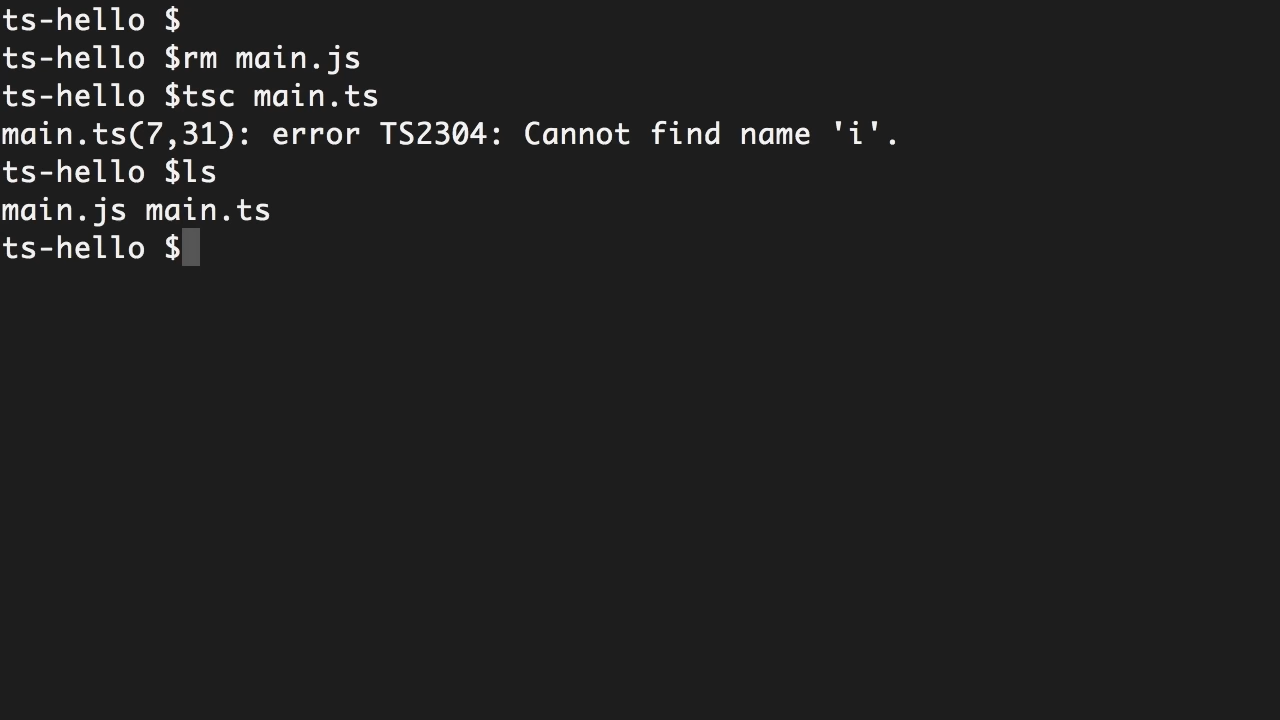 ts-hello $
ts-hello $rm main.js
ts-hello $tsc main.ts
main.ts(7,31): error TS2304: Cannot find name 'i'.
ts-hello $ls
main.js main.ts
ts-hello $